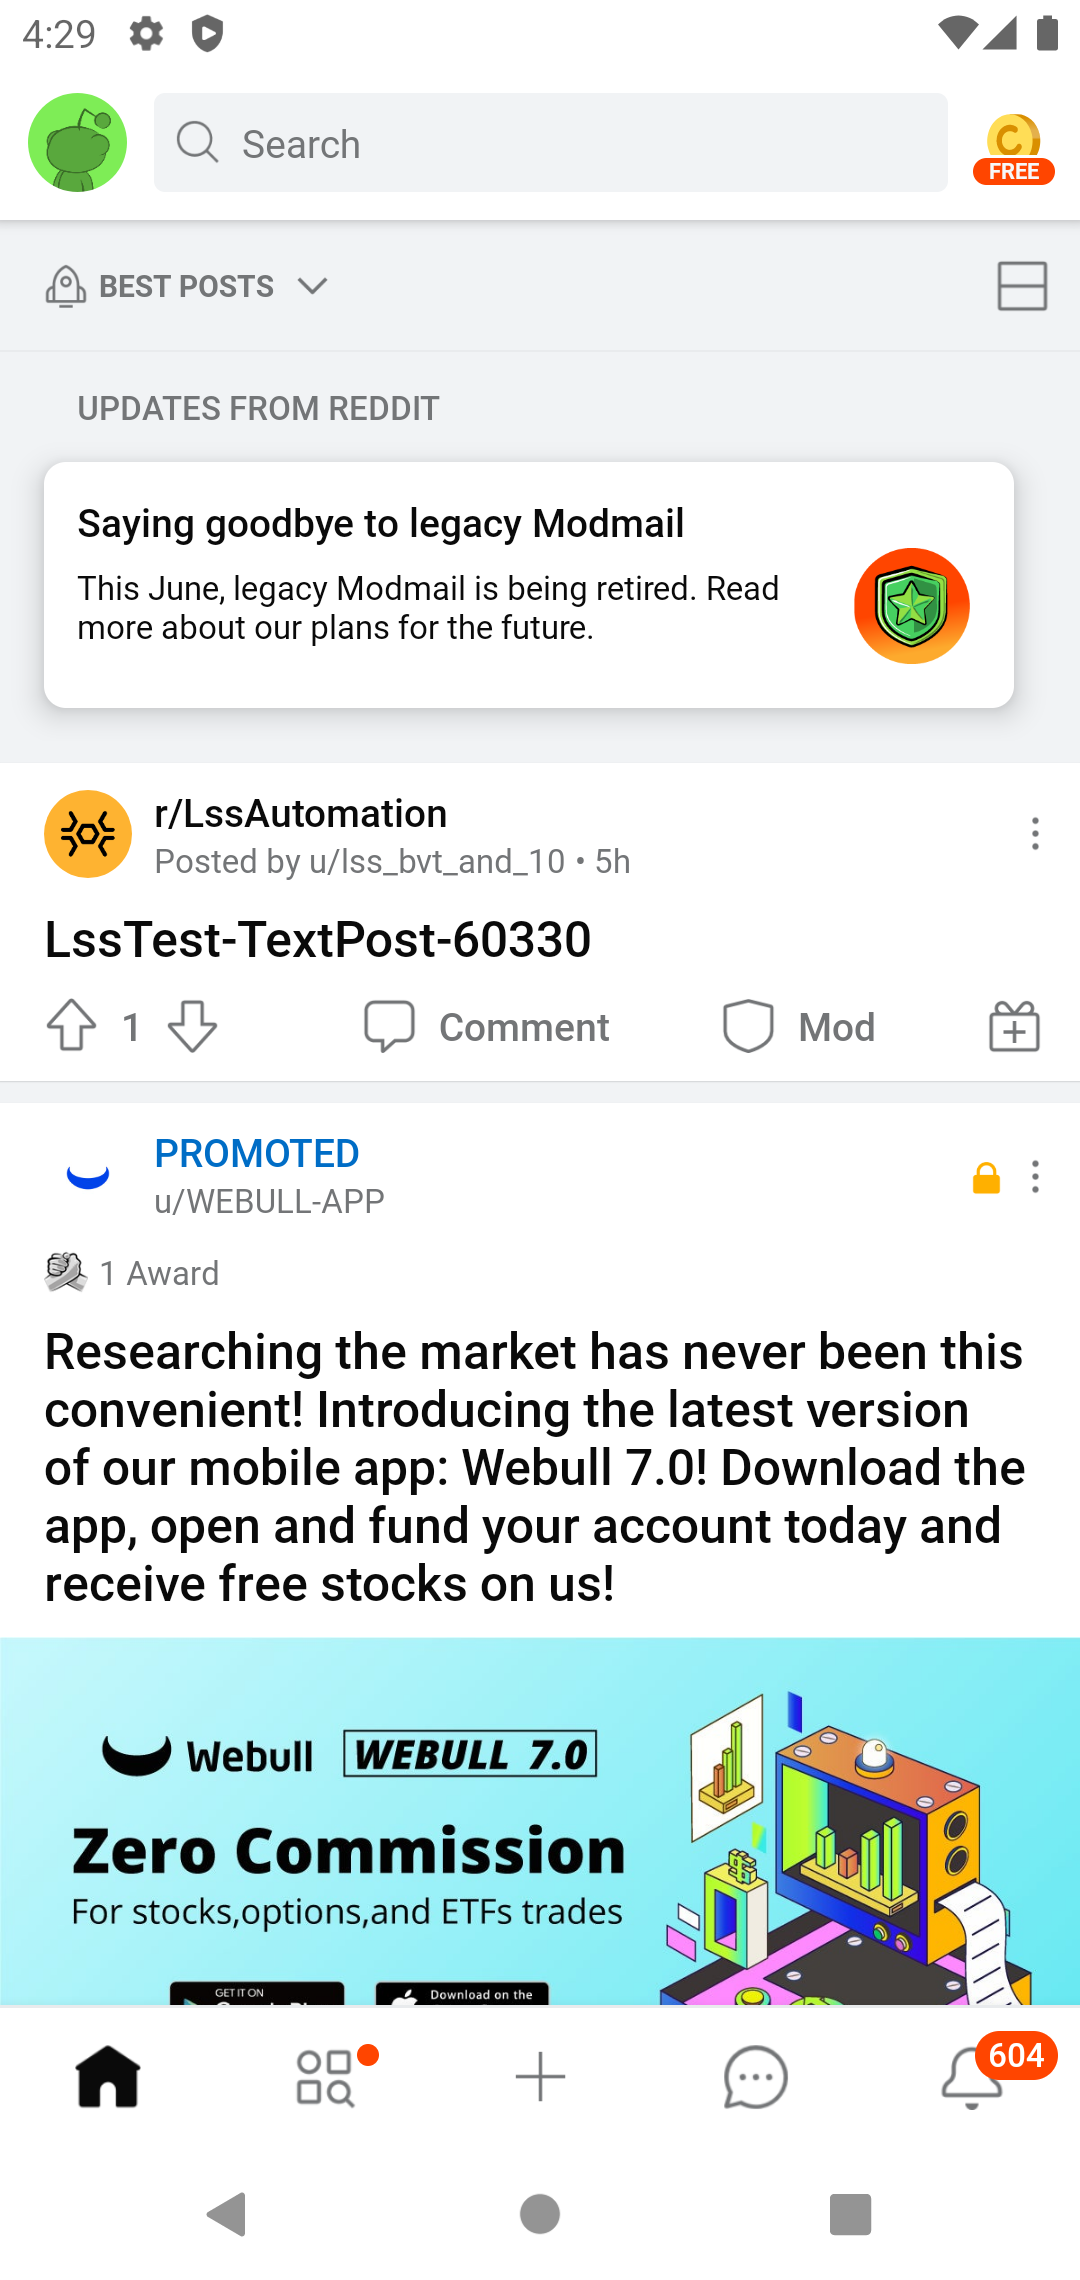 4:29
Search
C
FREE
BEST POSTS
UPDATES FROM REDDIT
Saying goodbye to legacy Modmail
This June, legacy Modmail is being retired. Read
more about our plans for the future.
r/LssAutomation
Posted by u/lss_bvt_and_10 • 5h
LssTest-TextPost-60330
1
Comment
Mod
PROMOTED
u/WEBULL-APP
1 Award
Researching the market has never been this
convenient! Introducing the latest version
of our mobile app: Webull 7.0! Download the
app, open and fund your account today and
receive free stocks on us!
Webull WEBULL 7.0
$
Zero Commission
For stocks,options,and ETFs trades
GET IT ON
Download on the
604